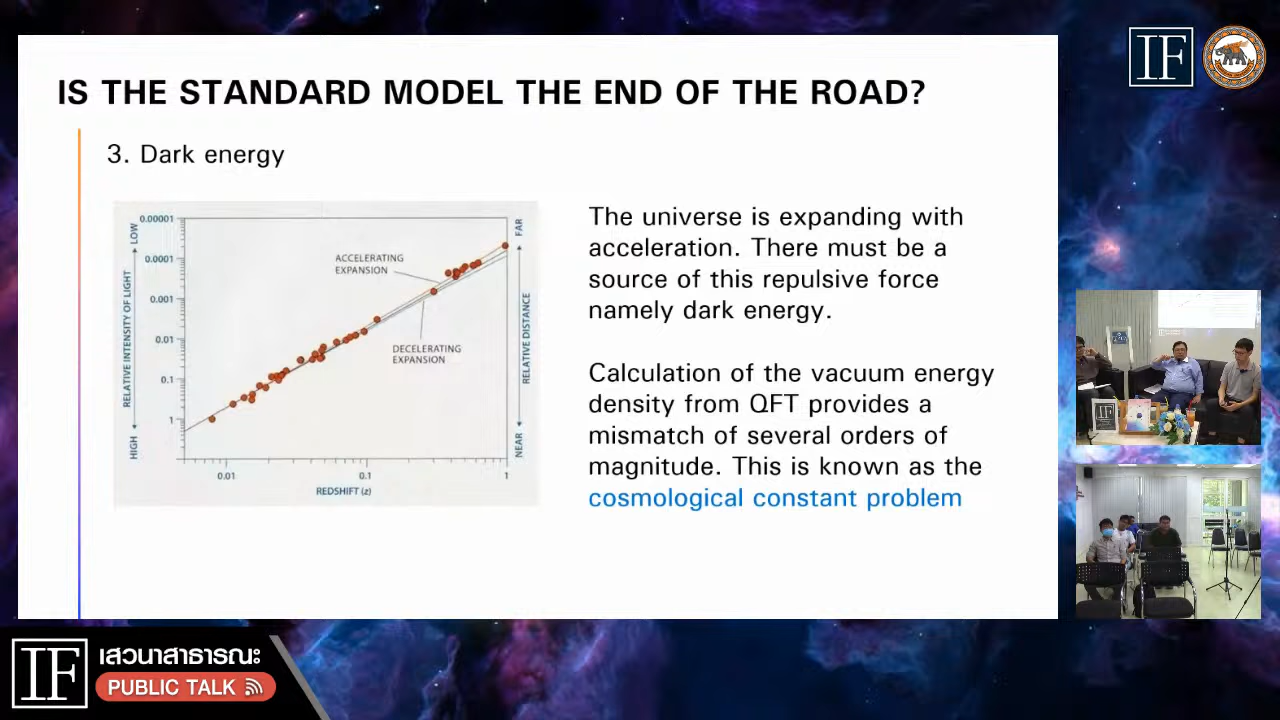 IS THE STANDARD MODEL THE END OF THE ROAD?
3. Dark energy
0.00001
0.0001
0.001
0.01
0.1
1
HIGH
RELATIVE INTENSITY OF LIGHT
LOW
ACCELERATING
EXPANSION
DECELERATING
EXPANSION
FAR
RELATIVE DISTANCE
NEAR
0.01
0.1
1
REDSHIFT (z)
The universe is expanding with
acceleration. There must be a
source of this repulsive force
namely dark energy.
Calculation of the vacuum energy
density from QFT provides a
mismatch of several orders of
magnitude. This is known as the
cosmological constant problem
IF
IF
เสวนาสาธารณะ
PUBLIC TALK
IF